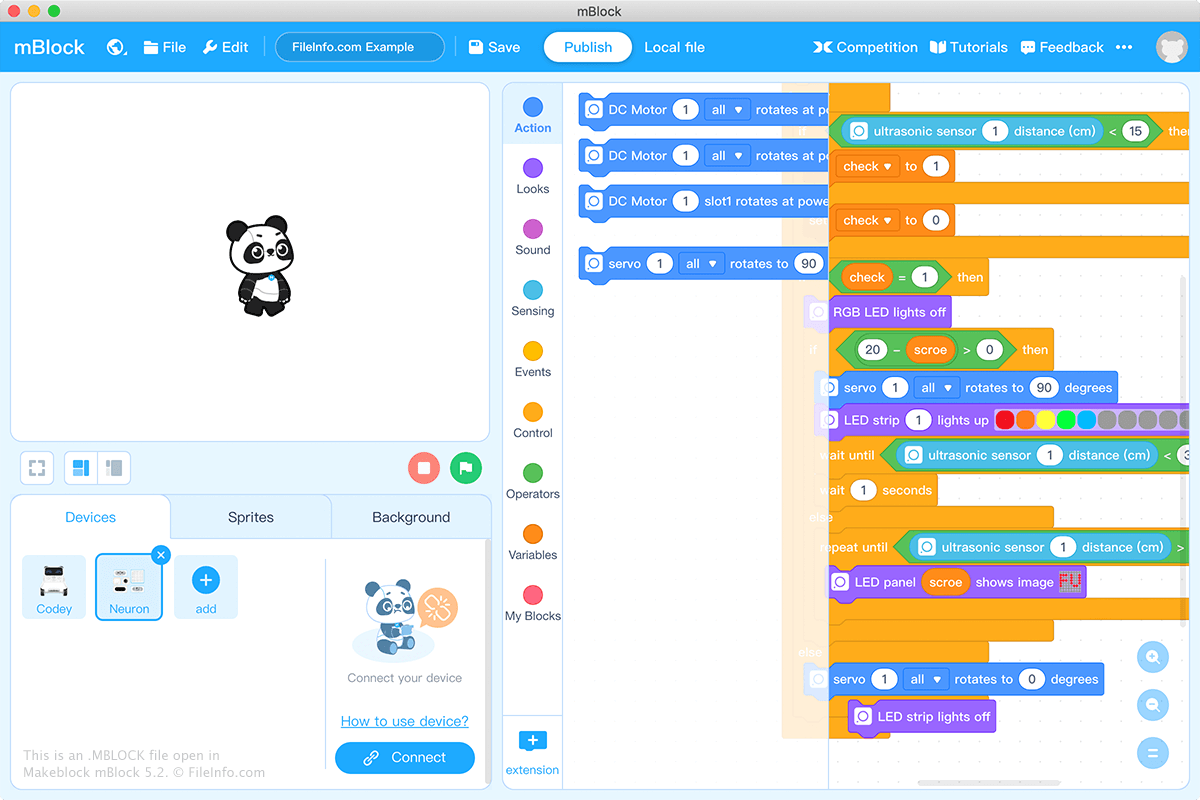 mBlock
mBlock File Edit FileInfo.com Example Save Publish Local file Competition Tutorials Feedback
Action
Looks
Sound
Sensing
Events
Control
Operators
Variables
My Blocks
extension
DC Motor 1 all rotates at
DC Motor 1 all rotates at
DC Motor 1 slot1 rotates at
servo 1 all rotates to 90
if ultrasonic sensor 1 distance (cm) < 15
check to 1
check to 0
check = 1 then
RGB LED lights off
if 20 - scroe > 0 then
servo 1 all rotates to 90 degrees
LED strip 1 lights up
wait until ultrasonic sensor 1 distance (cm) <
wait 1 seconds
else
repeat until ultrasonic sensor 1 distance (cm) >
LED panel scroe shows image
else
servo 1 all rotates to 0 degrees
LED strip lights off
Devices Sprites Background
Codey Neuron add
Connect your device
How to use device?
Connect
This is an .MBLOCK file open in
Makeblock mBlock 5.2. © FileInfo.com